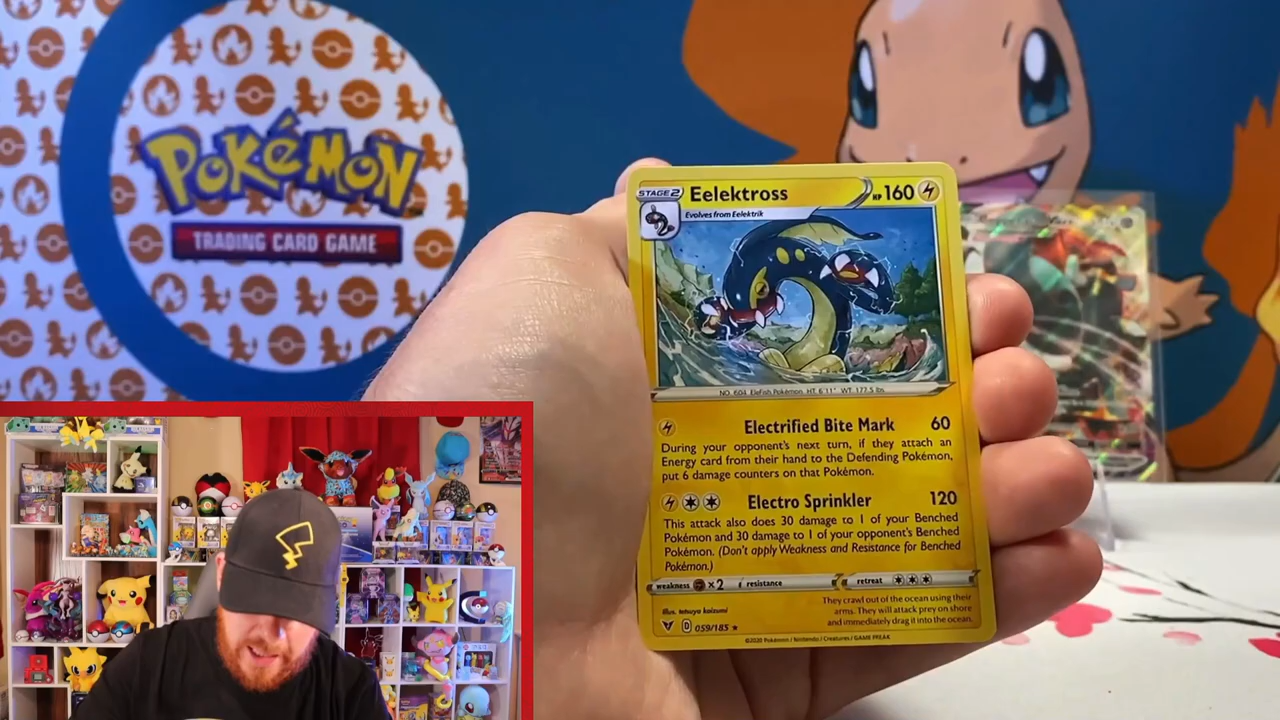 POKéMON
TRADING CARD GAME
STAGE 2
Eelektross
HP 160
Evolves from Eelektrik
NO. 604 EleFish Pokémon HT. 6'11" WT. 177.5 lbs.
Electrified Bite Mark 60
During your opponent's next turn, if they attach an
Energy card from their hand to the Defending Pokémon,
put 6 damage counters on that Pokémon.
Electro Sprinkler 120
This attack also does 30 damage to 1 of your Benched
Pokémon and 30 damage to 1 of your opponent's Benched
Pokémon. (Don't apply Weakness and Resistance for Benched
Pokémon.)
weakness ×2 resistance retreat
They crawl out of the ocean using their
arms. They will attack prey on shore
and immediately drag it into the ocean.
illus. tetsuya koizumi
D 059/185 ★
©2020 Pokémon / Nintendo / Creatures / GAME FREAK